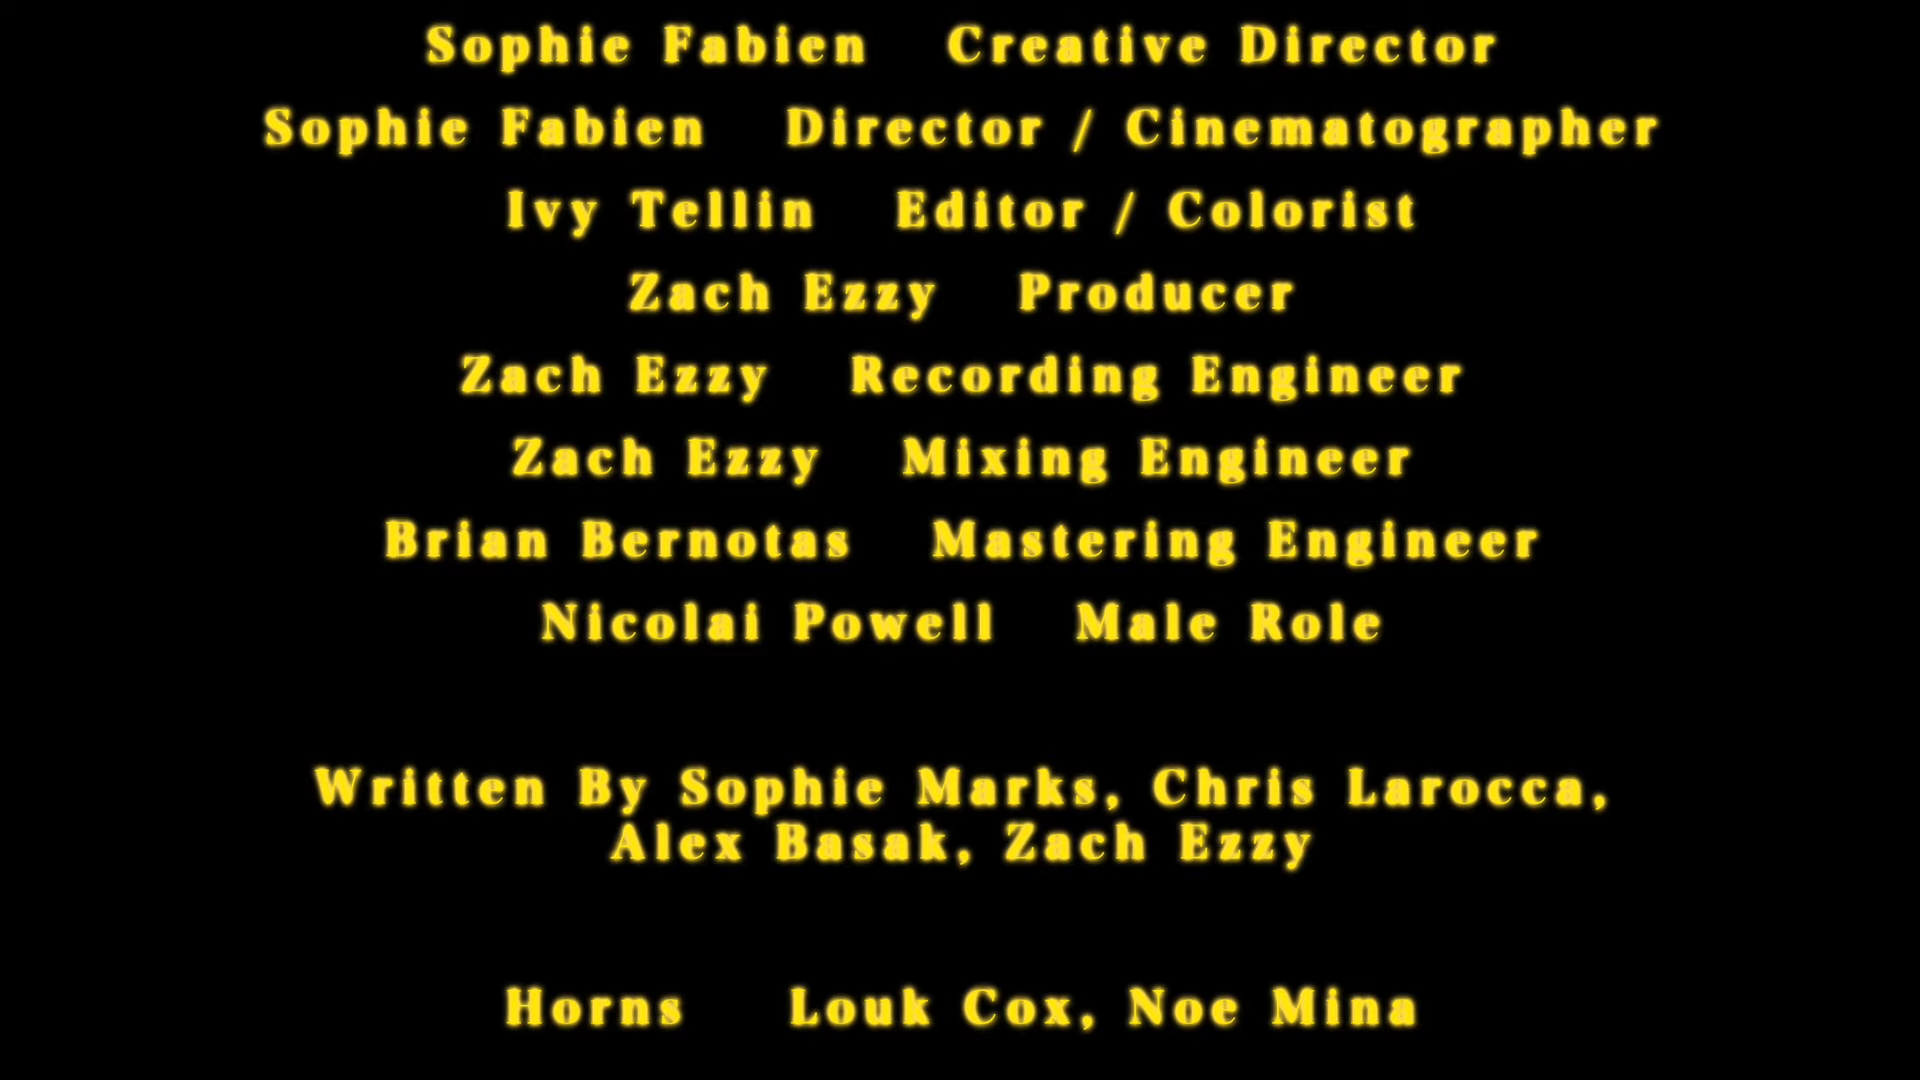 Sophie Fabien Creative Director
Sophie Fabien Director / Cinematographer
Ivy Tellin Editor / Colorist
Zach Ezzy Producer
Zach Ezzy Recording Engineer
Zach Ezzy Mixing Engineer
Brian Bernotas Mastering Engineer
Nicolai Powell Male Role
Written By Sophie Marks, Chris Larocca,
Alex Basak, Zach Ezzy
Horns Louk Cox, Noe Mina